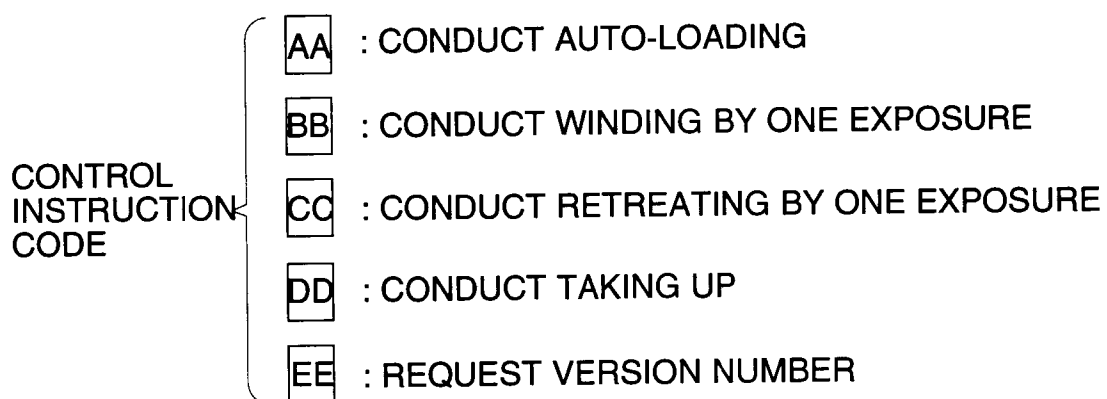 AA : CONDUCT AUTO-LOADING
BB : CONDUCT WINDING BY ONE EXPOSURE
CONTROL
INSTRUCTION
CODE
CC : CONDUCT RETREATING BY ONE EXPOSURE
DD : CONDUCT TAKING UP
EE : REQUEST VERSION NUMBER